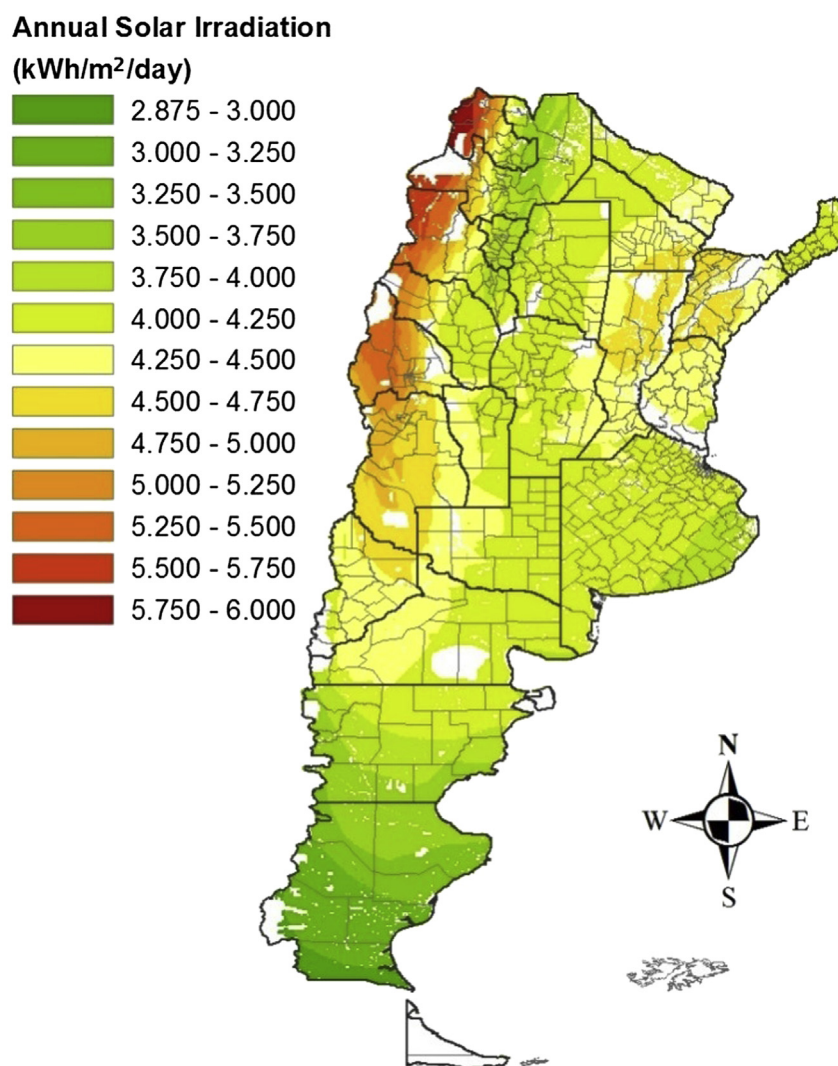 Annual Solar Irradiation
(kWh/m²/day)
2.875 - 3.000
3.000 - 3.250
3.250 - 3.500
3.500 - 3.750
3.750 - 4.000
4.000 - 4.250
4.250 - 4.500
4.500 - 4.750
4.750 - 5.000
5.000 - 5.250
5.250 - 5.500
5.500 - 5.750
5.750 - 6.000
N
W E
S